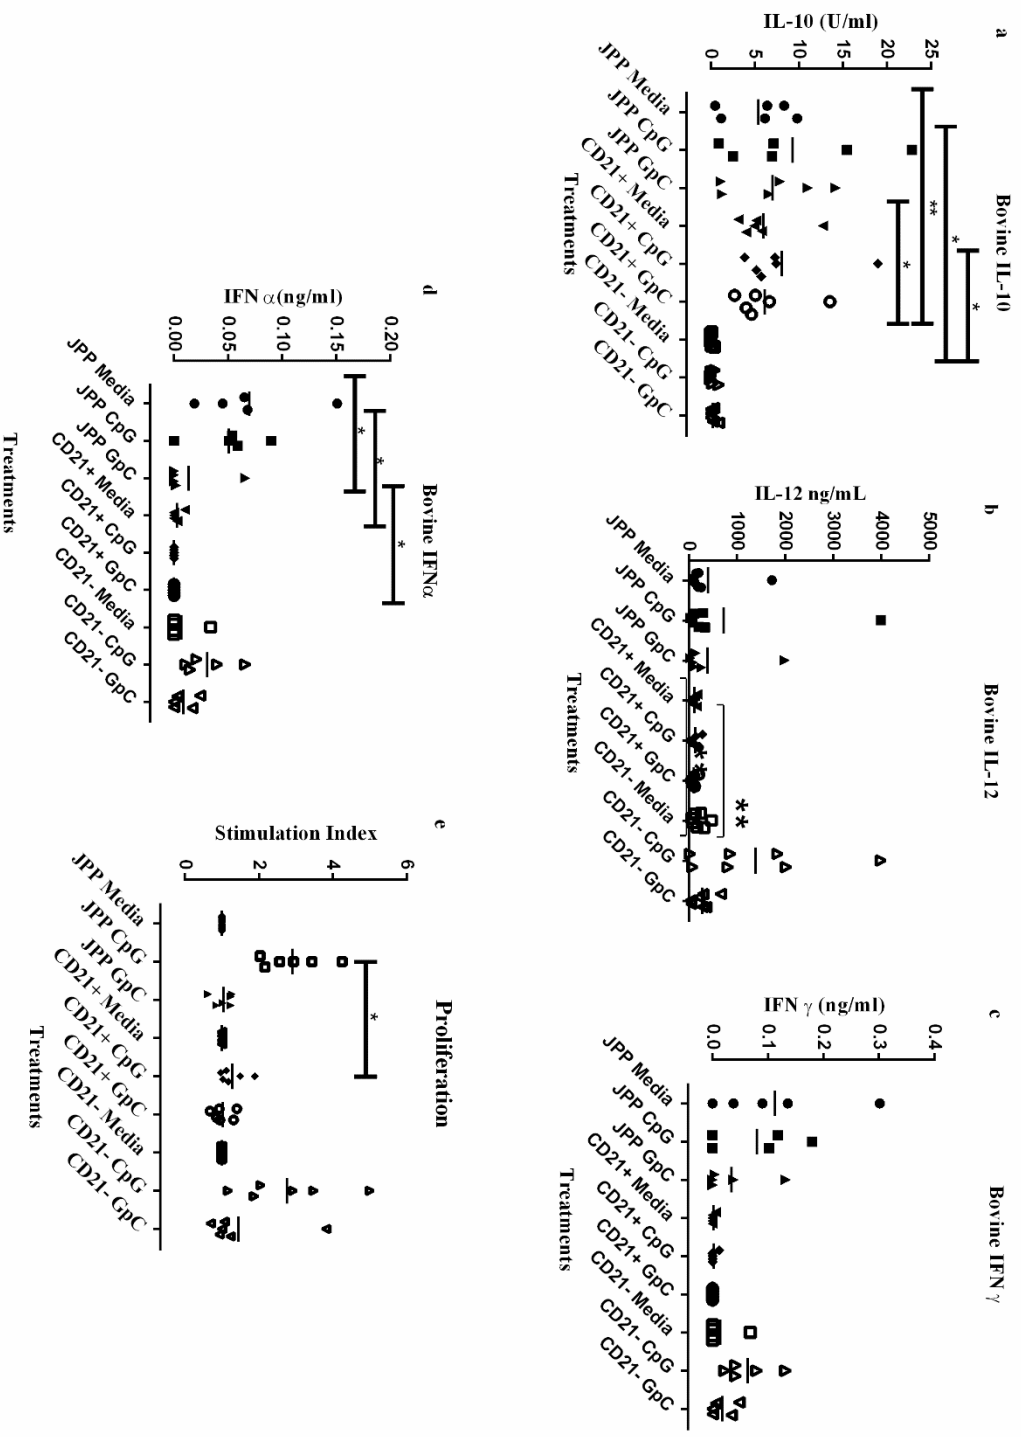 a
Bovine IL-10
IL-10 (U/ml)
0
5
10
15
20
25
**
*
*
*
JPP Media
JPP CpG
JPP GpC
CD21+ Media
CD21+ CpG
CD21+ GpC
CD21- Media
CD21- CpG
CD21- GpC
Treatments
b
Bovine IL-12
IL-12 ng/mL
0
1000
2000
3000
4000
5000
**
**
JPP Media
JPP CpG
JPP GpC
CD21+ Media
CD21+ CpG
CD21+ GpC
CD21- Media
CD21- CpG
CD21- GpC
Treatments
c
Bovine IFN γ
IFN γ (ng/ml)
0.0
0.1
0.2
0.3
0.4
JPP Media
JPP CpG
JPP GpC
CD21+ Media
CD21+ CpG
CD21+ GpC
CD21- Media
CD21- CpG
CD21- GpC
Treatments
d
Bovine IFNα
IFN α(ng/ml)
0.00
0.05
0.10
0.15
0.20
*
*
*
JPP Media
JPP CpG
JPP GpC
CD21+ Media
CD21+ CpG
CD21+ GpC
CD21- Media
CD21- CpG
CD21- GpC
Treatments
e
Proliferation
Stimulation Index
0
2
4
6
*
JPP Media
JPP CpG
JPP GpC
CD21+ Media
CD21+ CpG
CD21+ GpC
CD21- Media
CD21- CpG
CD21- GpC
Treatments